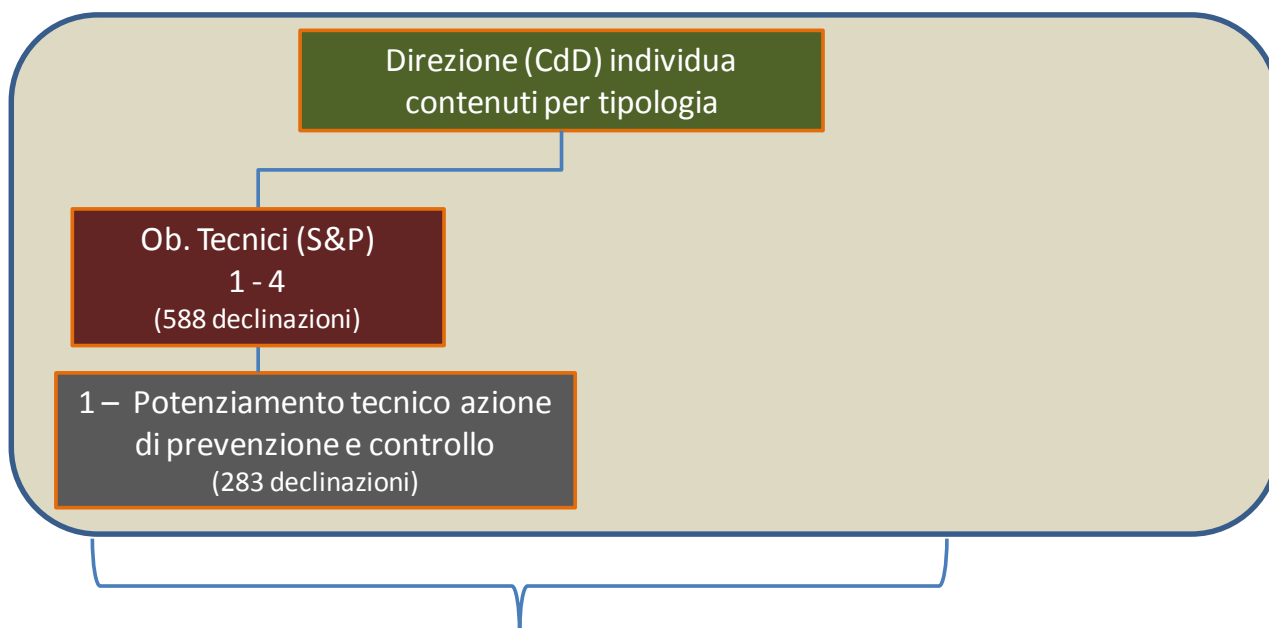 Direzione (CdD) individua
contenuti per tipologia
Ob. Tecnici (S&P)
1 - 4
(588 declinazioni)
1 – Potenziamento tecnico azione
di prevenzione e controllo
(283 declinazioni)